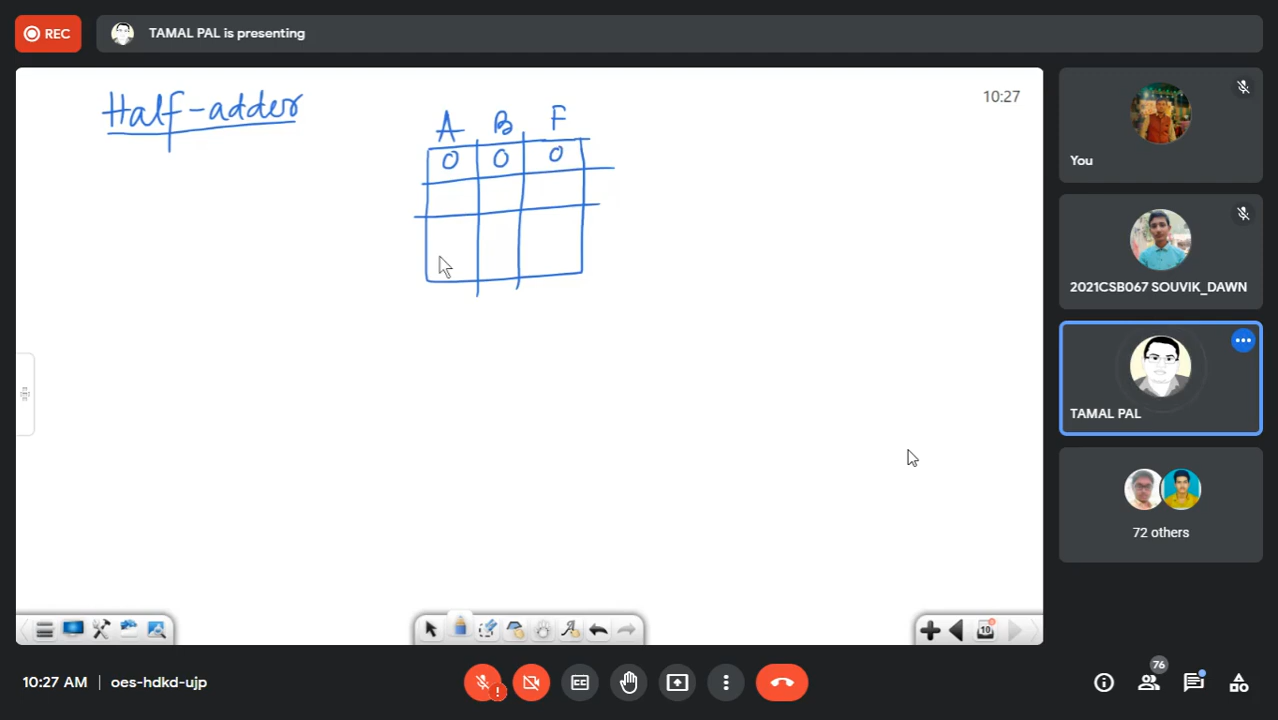 REC
TAMAL PAL is presenting
Half-adder
10:27
A B F
0 0 0
You
2021CSB067 SOUVIK_DAWN
TAMAL PAL
72 others
10
10:27 AM | oes-hdkd-ujp
76